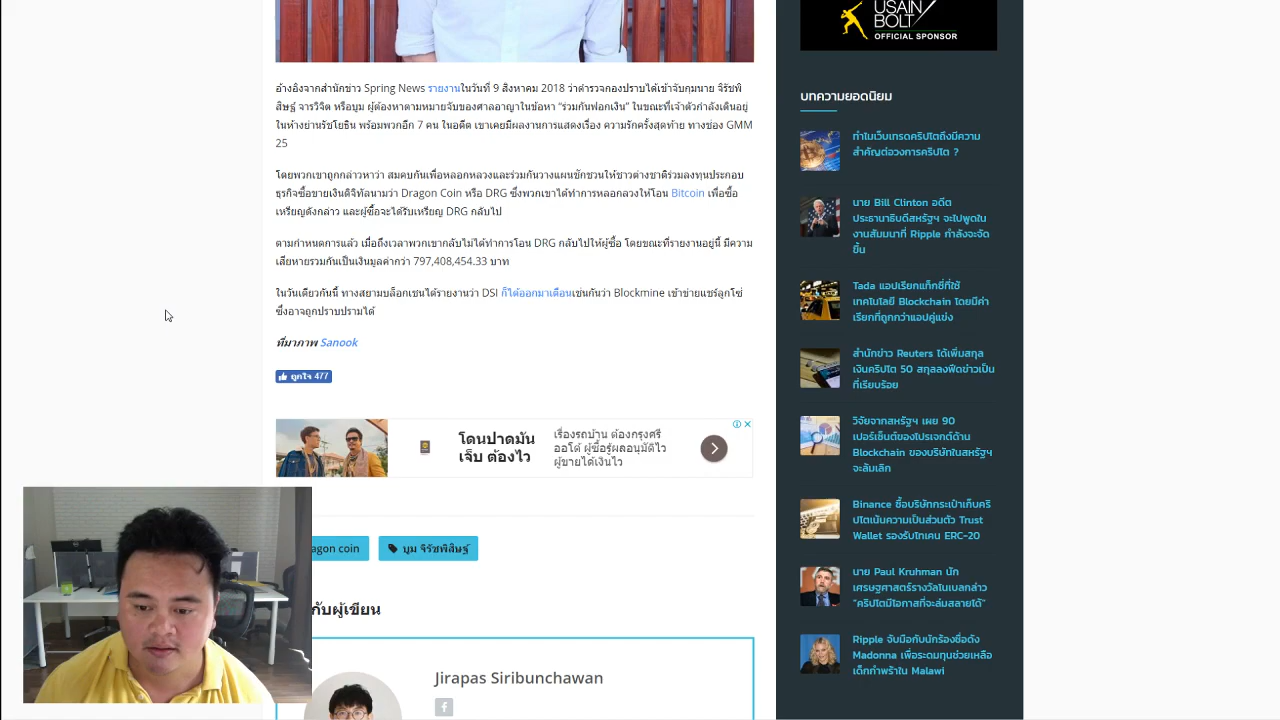 อ้างอิงจากสำนักข่าว Spring News รายงานในวันที่ 9 สิงหาคม 2018 ว่าตำรวจกองปราบได้เข้าจับกุมนาย จิรัชพิ
สิษฐ์ จารวิจิต หรือบูม ผู้ต้องหาตามหมายจับของศาลอาญาในข้อหา "ร่วมกันฟอกเงิน" ในขณะที่เจ้าตัวกำลังเดินอยู่
ในห้างย่านรัชโยธิน พร้อมพวกอีก 7 คน ในอดีต เขาเคยมีผลงานการแสดงเรื่อง ความรักครั้งสุดท้าย ทางช่อง GMM
25
โดยพวกเขาถูกกล่าวหาว่า สมคบกันเพื่อหลอกหลวงและร่วมกันวางแผนชักชวนให้ชาวต่างชาติร่วมลงทุนประกอบ
ธุรกิจซื้อขายเงินดิจิทัลนามว่า Dragon Coin หรือ DRG ซึ่งพวกเขาได้ทำการหลอกลวงให้โอน Bitcoin เพื่อซื้อ
เหรียญดังกล่าว และผู้ซื้อจะได้รับเหรียญ DRG กลับไป
ตามกำหนดการแล้ว เมื่อถึงเวลาพวกเขากลับไม่ได้ทำการโอน DRG กลับไปให้ผู้ซื้อ โดยขณะที่รายงานอยู่นี้ มีความ
เสียหายรวมกันเป็นเงินมูลค่ากว่า 797,408,454.33 บาท
ในวันเดียวกันนี้ ทางสยามบล็อกเชนได้รายงานว่า DSI ก็ได้ออกมาเตือนเช่นกันว่า Blockmine เข้าข่ายแชร์ลูกโซ่
ซึ่งอาจถูกปราบปรามได้
ที่มาภาพ Sanook
ถูกใจ 477
โดนปาดมัน
เจ็บ ต้องไว
เรื่องรถบ้าน ต้องกรุงศรี
ออโต้ ผู้ซื้อรู้ผลอนุมัติไว
ผู้ขายได้เงินไว
agon coin
บูม จิรัชพิสิษฐ์
กับผู้เขียน
Jirapas Siribunchawan
USAIN
BOLT
OFFICIAL SPONSOR
บทความยอดนิยม
ทำไมเว็บเทรดคริปโตถึงมีความ
สำคัญต่อวงการคริปโต ?
นาย Bill Clinton อดีต
ประธานาธิบดีสหรัฐฯ จะไปพูดใน
งานสัมมนาที่ Ripple กำลังจะจัด
ขึ้น
Tada แอปเรียกแท็กซี่ที่ใช้
เทคโนโลยี Blockchain โดยมีค่า
เรียกที่ถูกกว่าแอปคู่แข่ง
สำนักข่าว Reuters ได้เพิ่มสกุล
เงินคริปโต 50 สกุลลงฟีดข่าวเป็น
ที่เรียบร้อย
วิจัยจากสหรัฐฯ เผย 90
เปอร์เซ็นต์ของโปรเจกต์ด้าน
Blockchain ของบริษัทในสหรัฐฯ
จะล้มเลิก
Binance ซื้อบริษัทกระเป๋าเก็บคริ
ปโตเน้นความเป็นส่วนตัว Trust
Wallet รองรับโทเคน ERC-20
นาย Paul Kruhman นัก
เศรษฐศาสตร์รางวัลโนเบลกล่าว
"คริปโตมีโอกาสที่จะล่มสลายได้"
Ripple จับมือกับนักร้องชื่อดัง
Madonna เพื่อระดมทุนช่วยเหลือ
เด็กกำพร้าใน Malawi